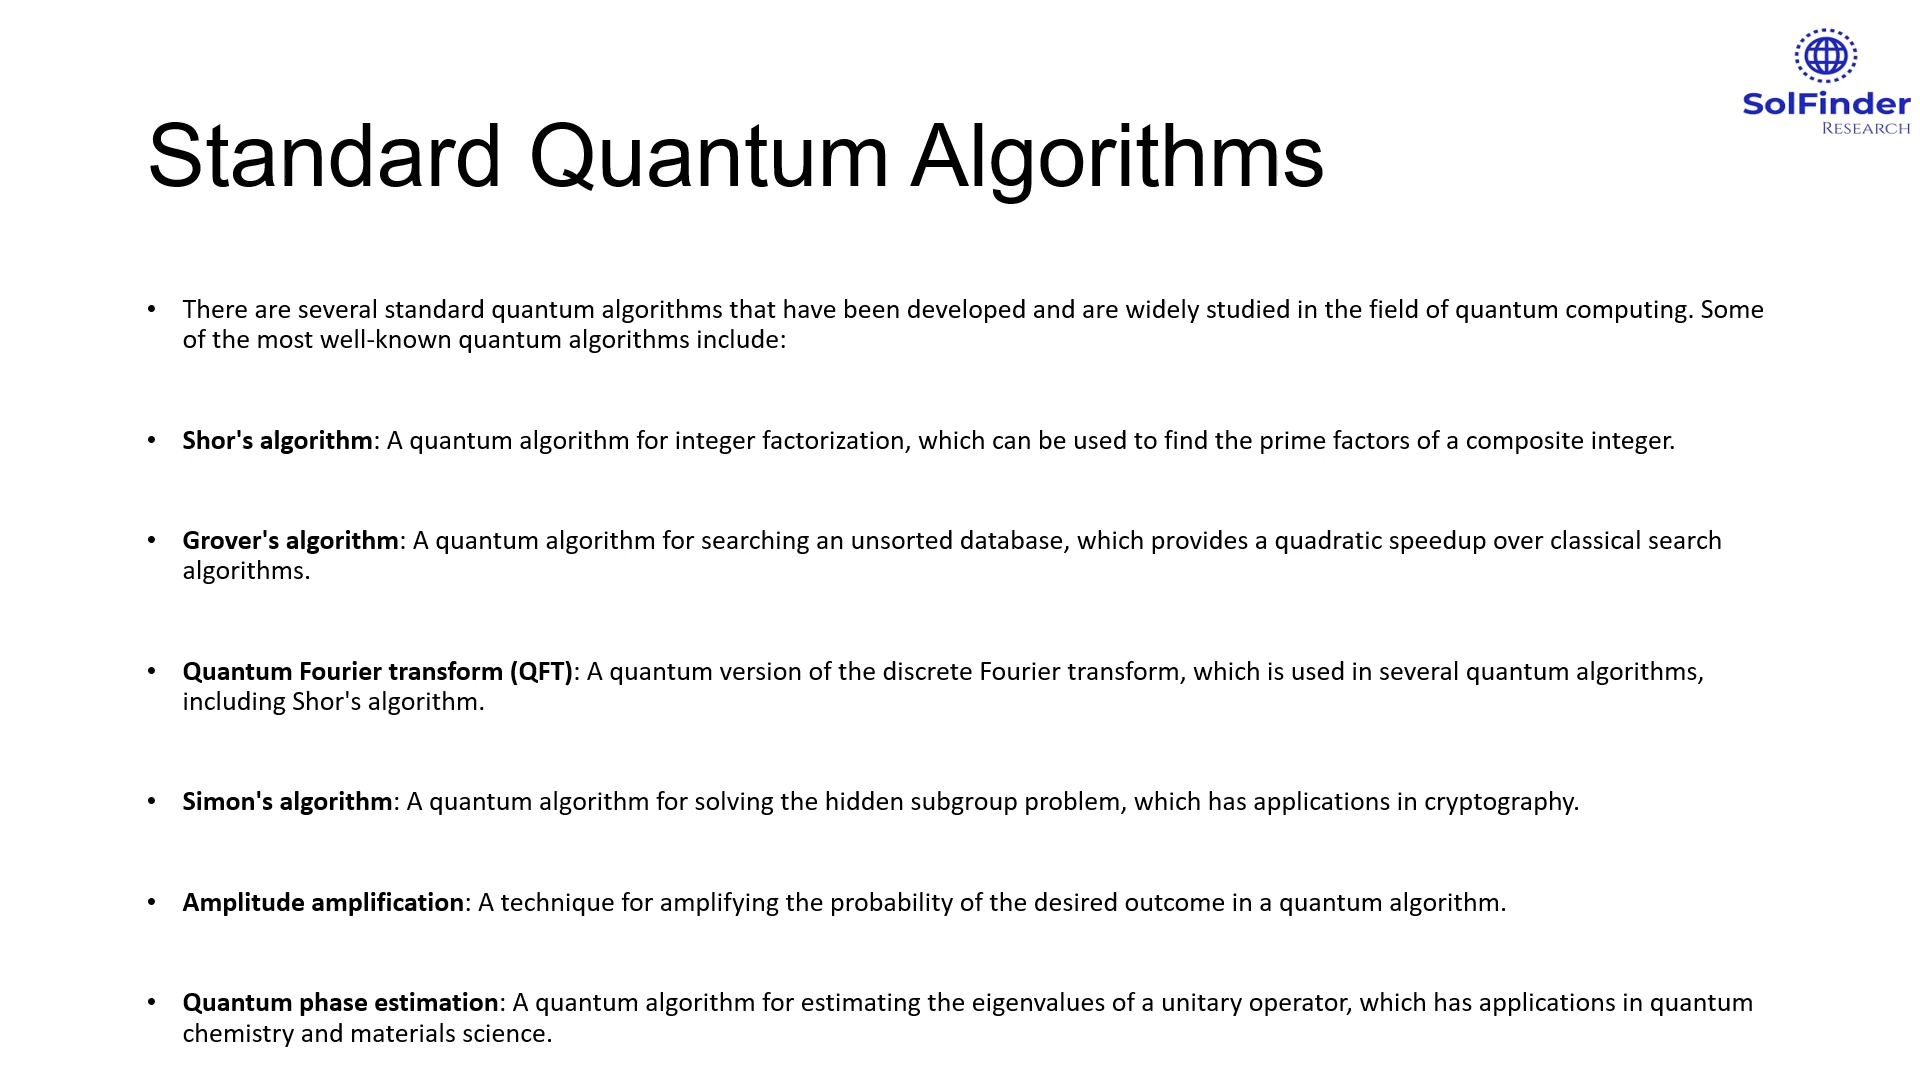 SolFinder
RESEARCH
Standard Quantum Algorithms
• There are several standard quantum algorithms that have been developed and are widely studied in the field of quantum computing. Some
of the most well-known quantum algorithms include:
• Shor's algorithm: A quantum algorithm for integer factorization, which can be used to find the prime factors of a composite integer.
• Grover's algorithm: A quantum algorithm for searching an unsorted database, which provides a quadratic speedup over classical search
algorithms.
• Quantum Fourier transform (QFT): A quantum version of the discrete Fourier transform, which is used in several quantum algorithms,
including Shor's algorithm.
• Simon's algorithm: A quantum algorithm for solving the hidden subgroup problem, which has applications in cryptography.
• Amplitude amplification: A technique for amplifying the probability of the desired outcome in a quantum algorithm.
• Quantum phase estimation: A quantum algorithm for estimating the eigenvalues of a unitary operator, which has applications in quantum
chemistry and materials science.